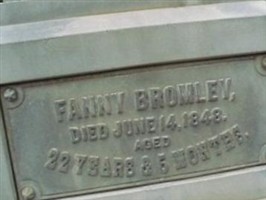 FANNY BROMLEY,
DIED JUNE 14, 1848.
AGED
22 YEARS & 5 MONTHS.